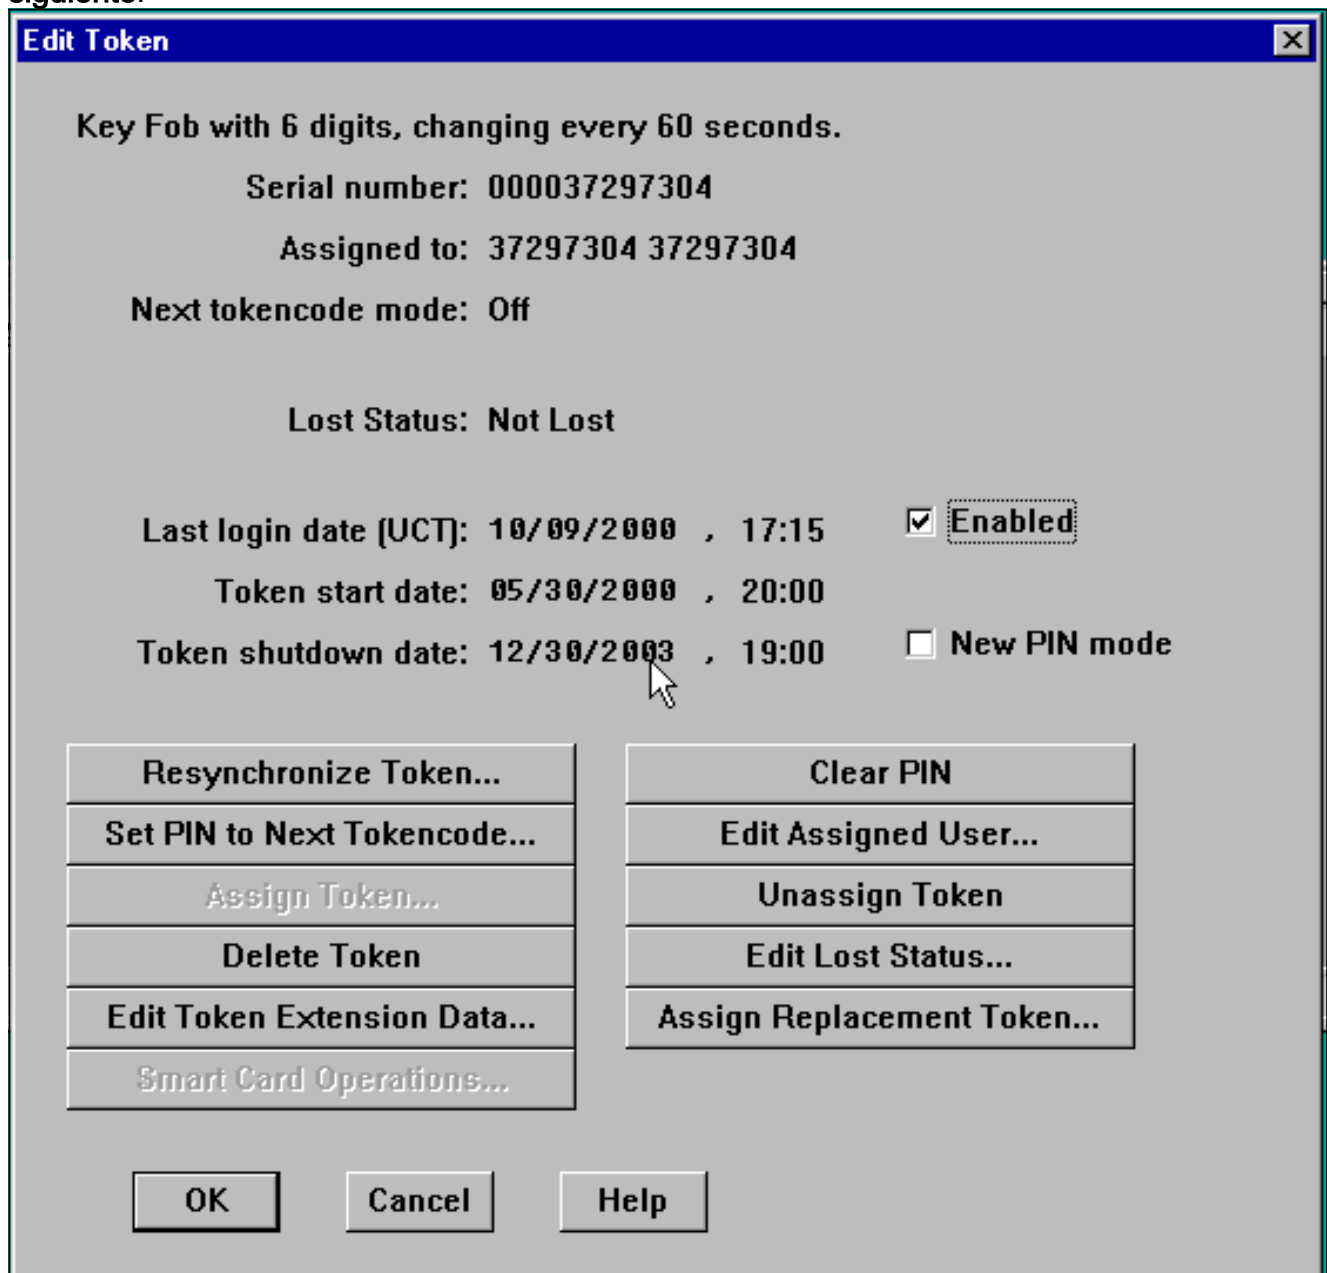 siguiente:
Edit Token
Key Fob with 6 digits, changing every 60 seconds.
Serial number: 000037297304
Assigned to: 37297304 37297304
Next tokencode mode: Off
Lost Status: Not Lost
Last login date (UCT): 10/09/2000 , 17:15 Enabled
Token start date: 05/30/2000 , 20:00
Token shutdown date: 12/30/2003 , 19:00 New PIN mode
Resynchronize Token... Clear PIN
Set PIN to Next Tokencode... Edit Assigned User...
Assign Token... Unassign Token
Delete Token Edit Lost Status...
Edit Token Extension Data... Assign Replacement Token...
Smart Card Operations...
OK Cancel Help